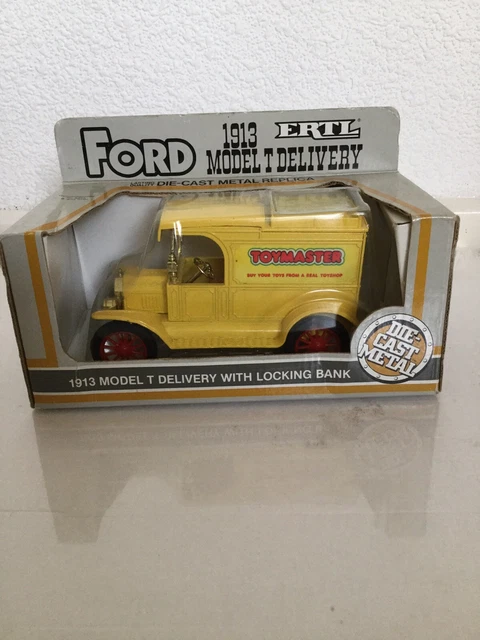 FORD
1913
ERTL
MODEL T DELIVERY
DIE-CAST METAL REPLICA
TOYMASTER
BUY YOUR TOYS FROM A REAL TOYSHOP
DIE-
CAST
METAL
1913 MODEL T DELIVERY WITH LOCKING BANK